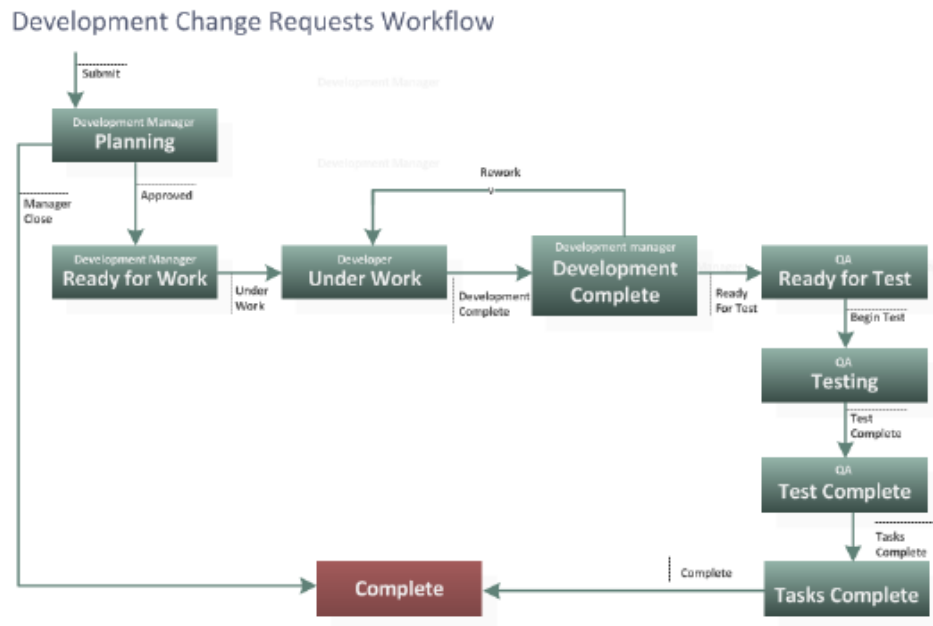 Development Change Requests Workflow
Submit
Development Manager
Development Manager
Planning
Development Manager
Rework
Manager
Close
Approved
Development Manager
Ready for Work
Under
Work
Developer
Under Work
Development
Complete
Development manager
Development
Complete
Ready
For Test
QA
Ready for Test
Begin Test
QA
Testing
Test
Complete
QA
Test Complete
Tasks
Complete
Complete
Complete
Tasks Complete